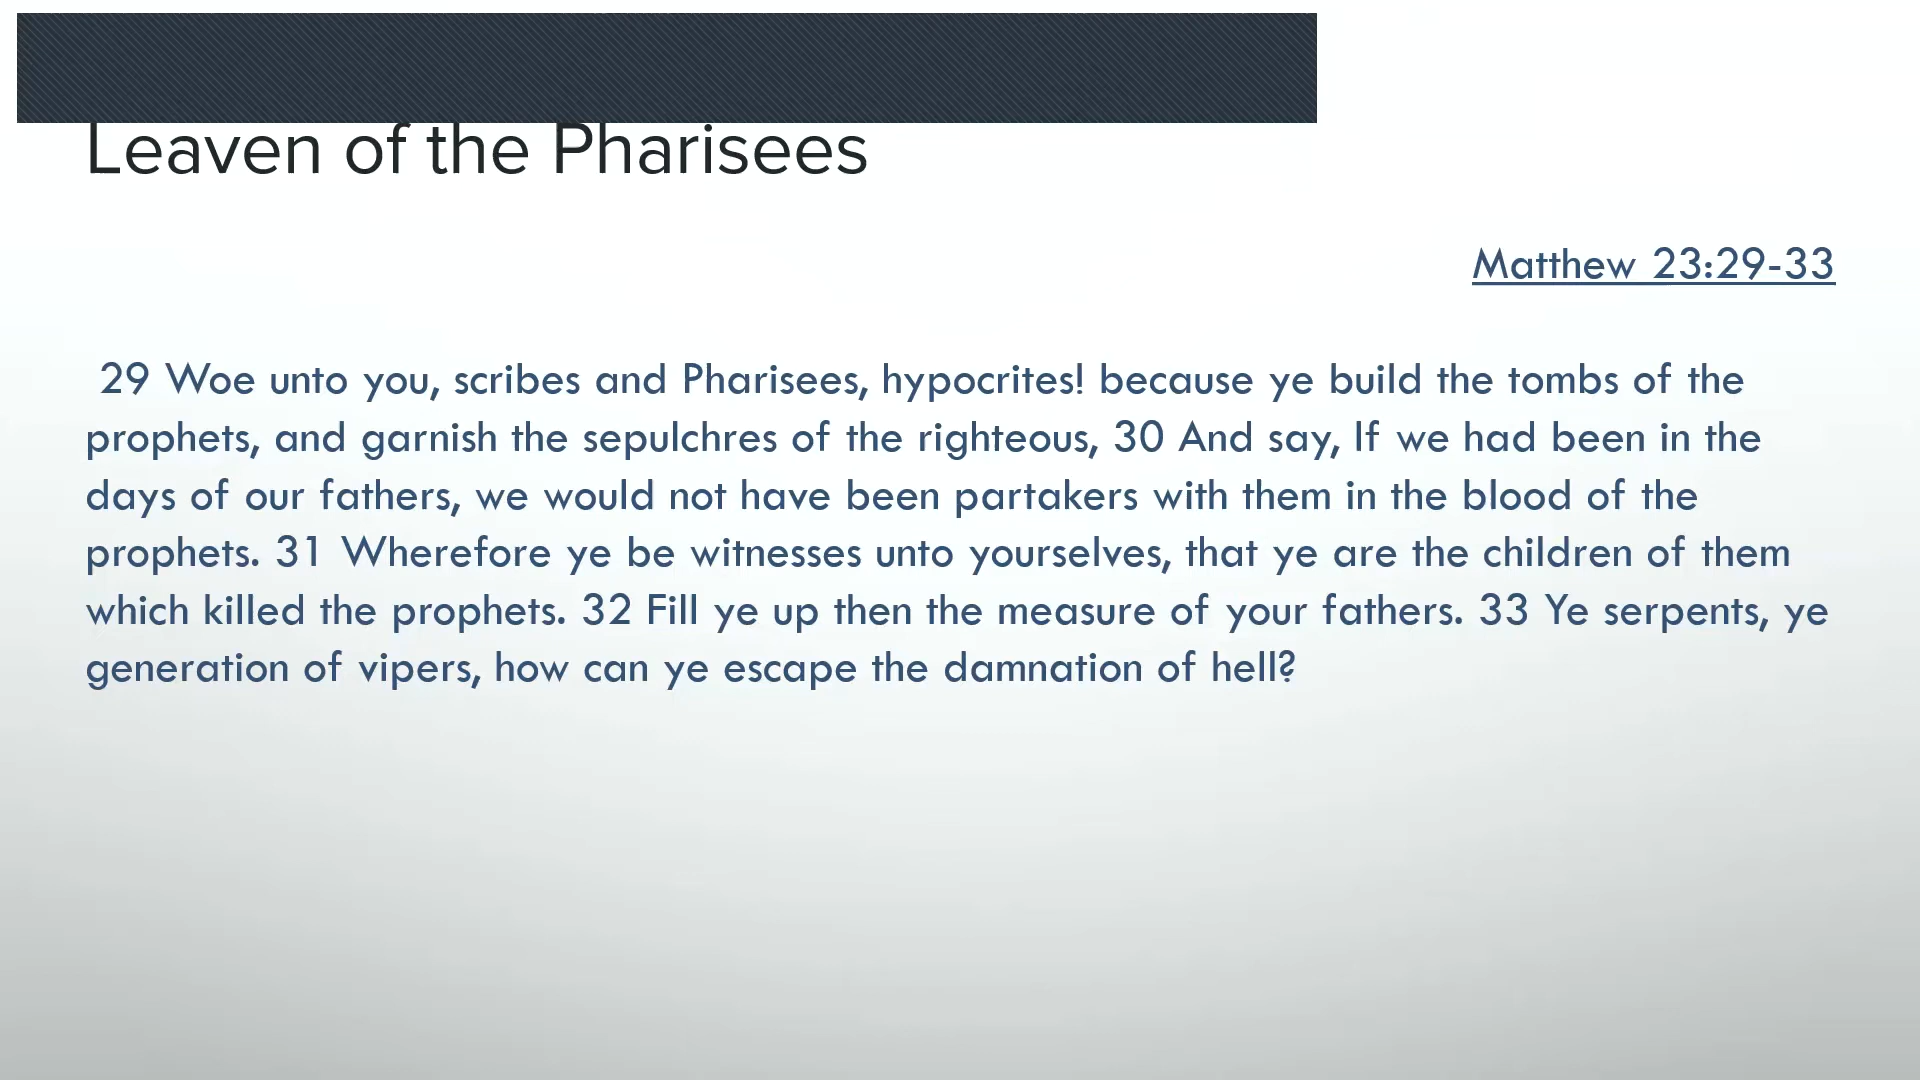 Leaven of the Pharisees
Matthew 23:29-33
29 Woe unto you, scribes and Pharisees, hypocrites! because ye build the tombs of the
prophets, and garnish the sepulchres of the righteous, 30 And say, If we had been in the
days of our fathers, we would not have been partakers with them in the blood of the
prophets. 31 Wherefore ye be witnesses unto yourselves, that ye are the children of them
which killed the prophets. 32 Fill ye up then the measure of your fathers. 33 Ye serpents, ye
generation of vipers, how can ye escape the damnation of hell?